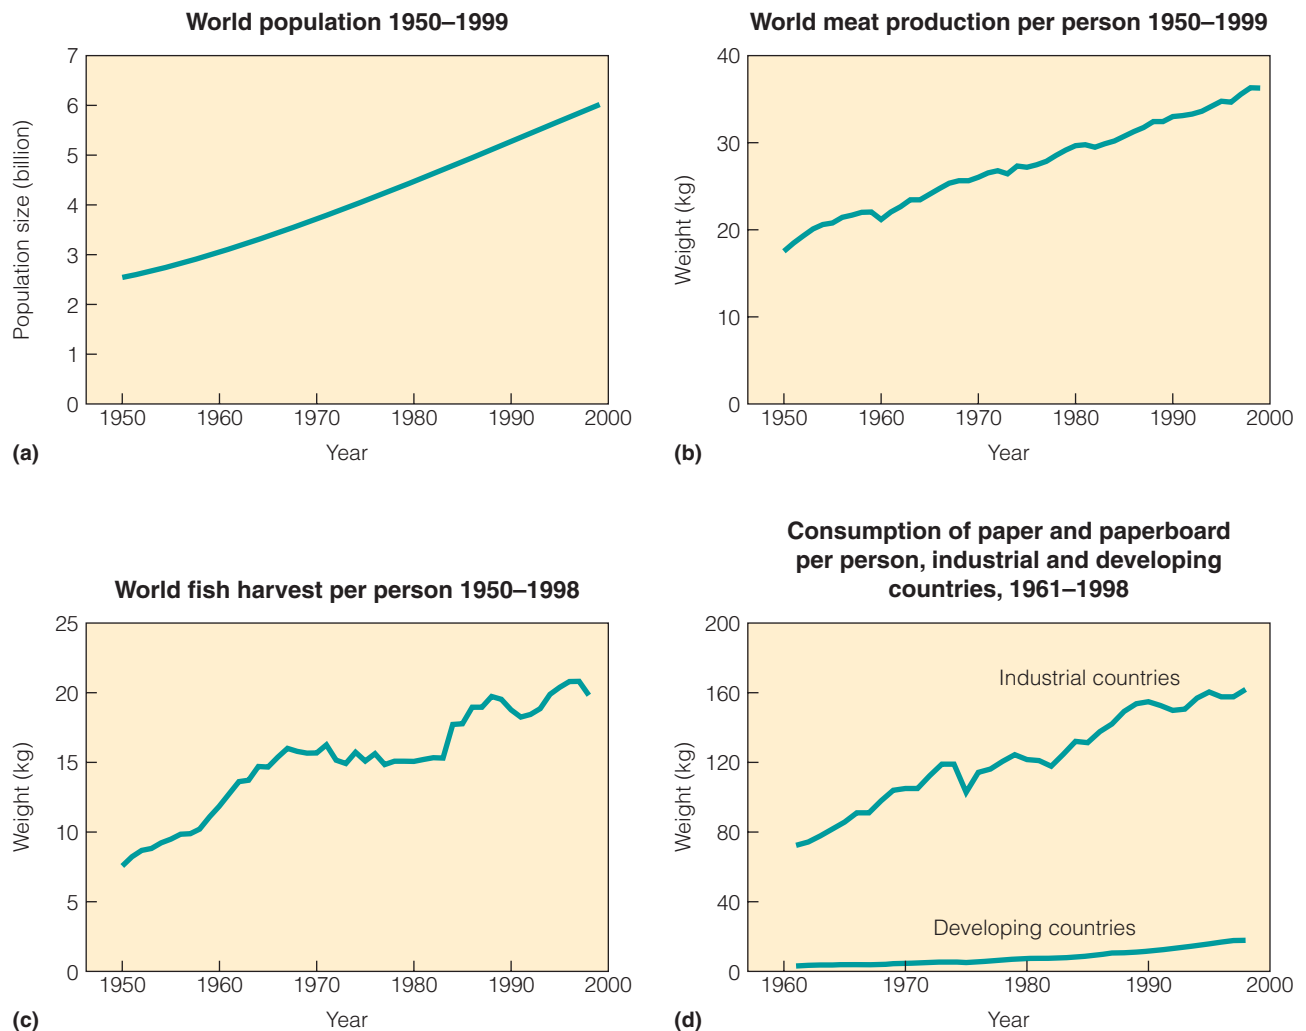 World population 1950–1999
7
6
5
4
3
2
1
0
Population size (billion)
1950 1960 1970 1980 1990 2000
Year
(a)
World meat production per person 1950–1999
40
30
20
10
0
Weight (kg)
1950 1960 1970 1980 1990 2000
Year
(b)
World fish harvest per person 1950–1998
25
20
15
10
5
0
Weight (kg)
1950 1960 1970 1980 1990 2000
Year
(c)
Consumption of paper and paperboard
per person, industrial and developing
countries, 1961–1998
200
160
120
80
40
0
Weight (kg)
Industrial countries
Developing countries
1960 1970 1980 1990 2000
Year
(d)